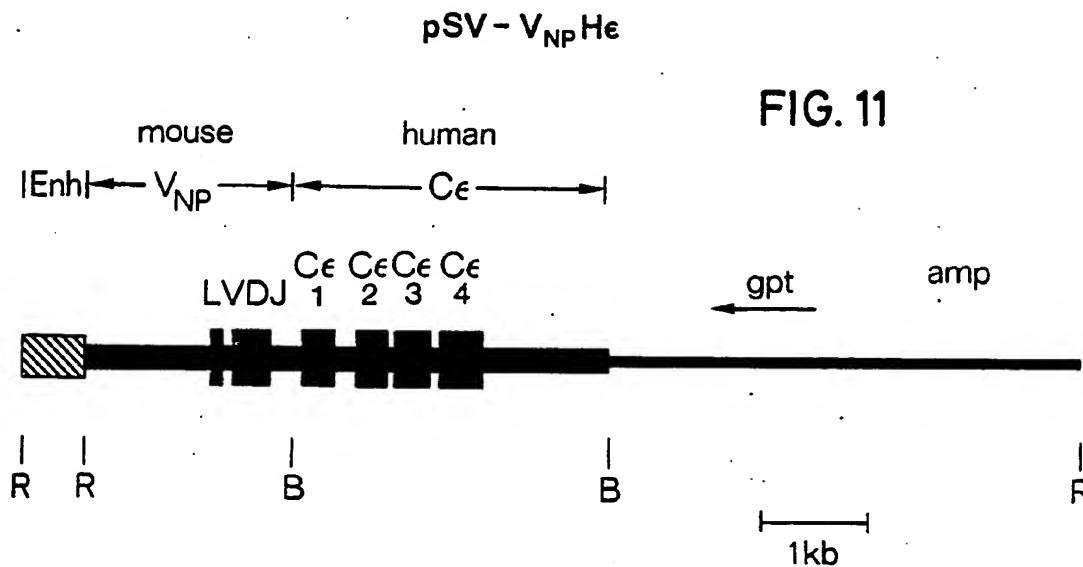 pSV - V_NP Hε
FIG. 11
mouse human
|Enh| V_NP Cε
Cε Cε Cε Cε
LVDJ 1 2 3 4
gpt amp
R R B B R
1kb